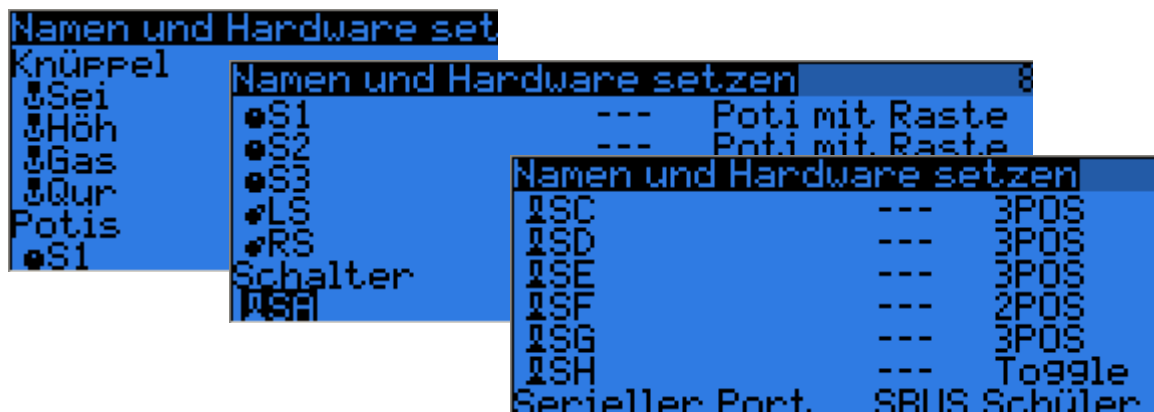 Namen und Hardware set
Knüppel
Sei
Höh
Gas
Qur
Potis
S1
Namen und Hardware setzen 8
S1 --- Poti mit Raste
S2 --- Poti mit Raste
S3
LS
RS
Schalter
SA
Namen und Hardware setzen
SC --- 3POS
SD --- 3POS
SE --- 3POS
SF --- 2POS
SG --- 3POS
SH --- Toggle
Serieller Port SBUS Schüler